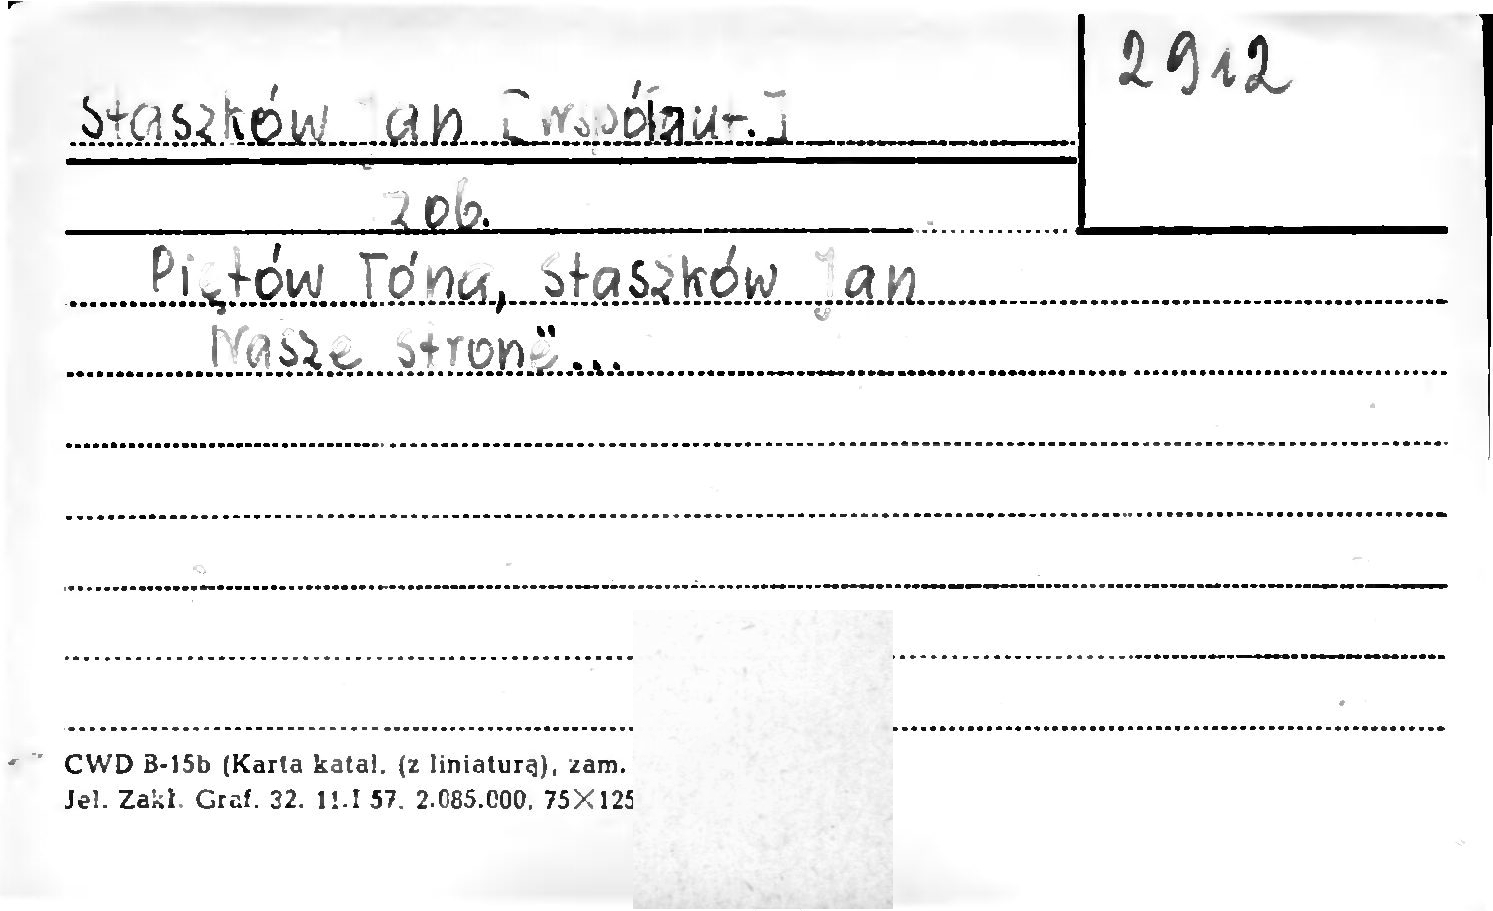 2912
Staszków Jan [współaut.]
zob.
Piętów Tóna, Staszków Jan
Nasze stronë...
CWD B-15b (Karta katal. (z liniaturą), zam.
Jel. Zakł. Graf. 32. 11.I 57. 2.085.000. 75×125